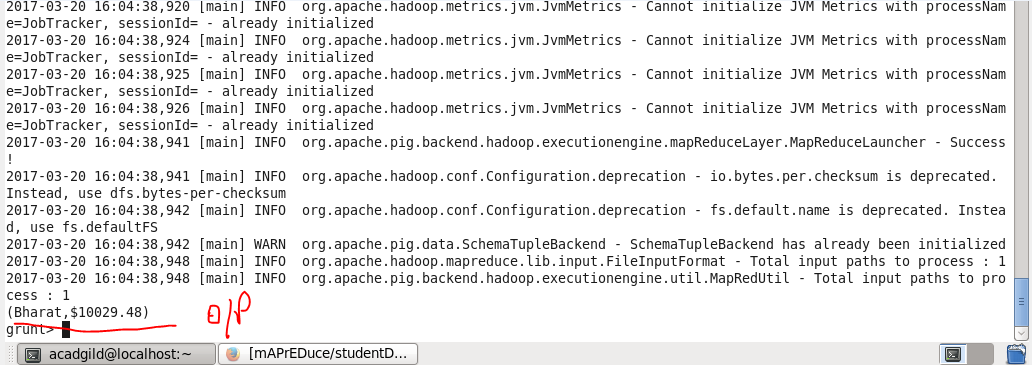 2017-03-20 16:04:38,920 [main] INFO  org.apache.hadoop.metrics.jvm.JvmMetrics - Cannot initialize JVM Metrics with processNam
e=JobTracker, sessionId= - already initialized
2017-03-20 16:04:38,924 [main] INFO  org.apache.hadoop.metrics.jvm.JvmMetrics - Cannot initialize JVM Metrics with processNam
e=JobTracker, sessionId= - already initialized
2017-03-20 16:04:38,925 [main] INFO  org.apache.hadoop.metrics.jvm.JvmMetrics - Cannot initialize JVM Metrics with processNam
e=JobTracker, sessionId= - already initialized
2017-03-20 16:04:38,926 [main] INFO  org.apache.hadoop.metrics.jvm.JvmMetrics - Cannot initialize JVM Metrics with processNam
e=JobTracker, sessionId= - already initialized
2017-03-20 16:04:38,941 [main] INFO  org.apache.pig.backend.hadoop.executionengine.mapReduceLayer.MapReduceLauncher - Success
!
2017-03-20 16:04:38,941 [main] INFO  org.apache.hadoop.conf.Configuration.deprecation - io.bytes.per.checksum is deprecated.
Instead, use dfs.bytes-per-checksum
2017-03-20 16:04:38,942 [main] INFO  org.apache.hadoop.conf.Configuration.deprecation - fs.default.name is deprecated. Instea
d, use fs.defaultFS
2017-03-20 16:04:38,942 [main] WARN  org.apache.pig.data.SchemaTupleBackend - SchemaTupleBackend has already been initialized
2017-03-20 16:04:38,948 [main] INFO  org.apache.hadoop.mapreduce.lib.input.FileInputFormat - Total input paths to process : 1
2017-03-20 16:04:38,948 [main] INFO  org.apache.pig.backend.hadoop.executionengine.util.MapRedUtil - Total input paths to pro
cess : 1
(Bharat,$10029.48)
O/P
grunt>
acadgild@localhost:~
[mAPrEDuce/studentD...